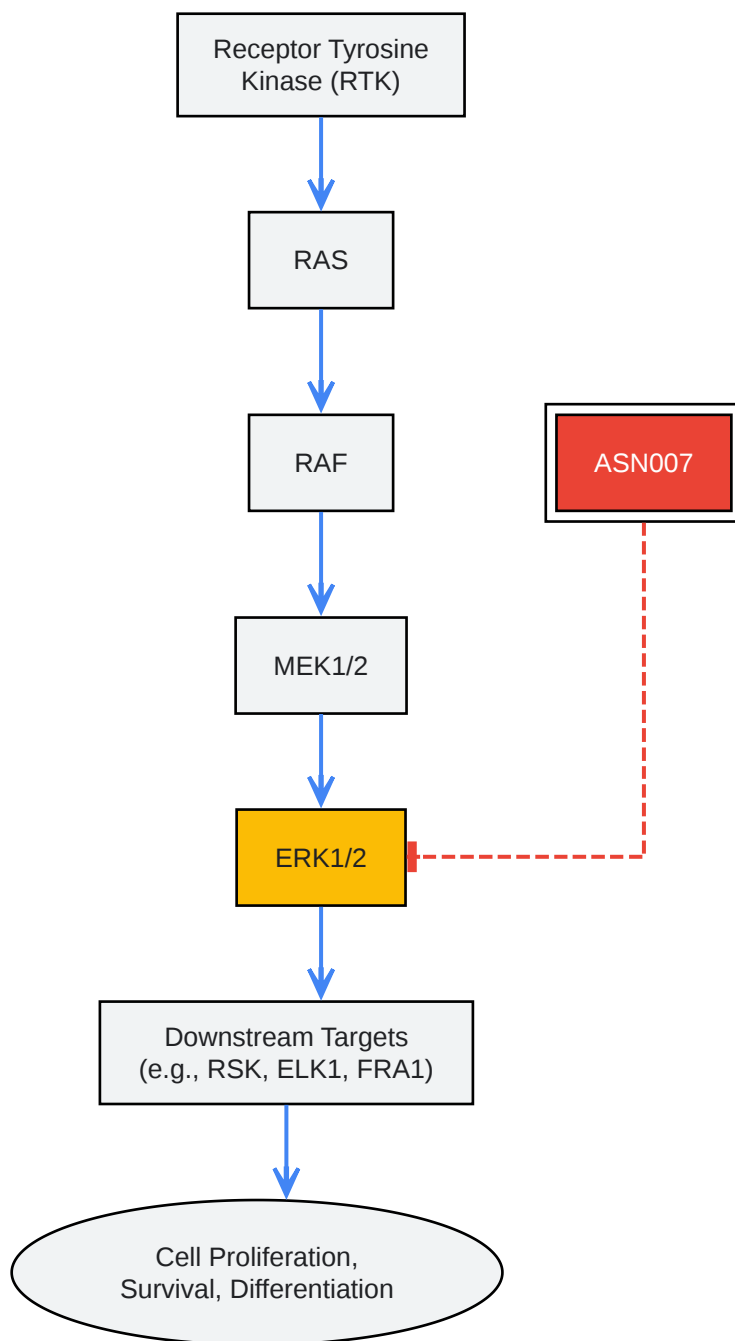 Receptor Tyrosine
Kinase (RTK)
RAS
RAF
ASN007
MEK1/2
ERK1/2
Downstream Targets
(e.g., RSK, ELK1, FRA1)
Cell Proliferation,
Survival, Differentiation